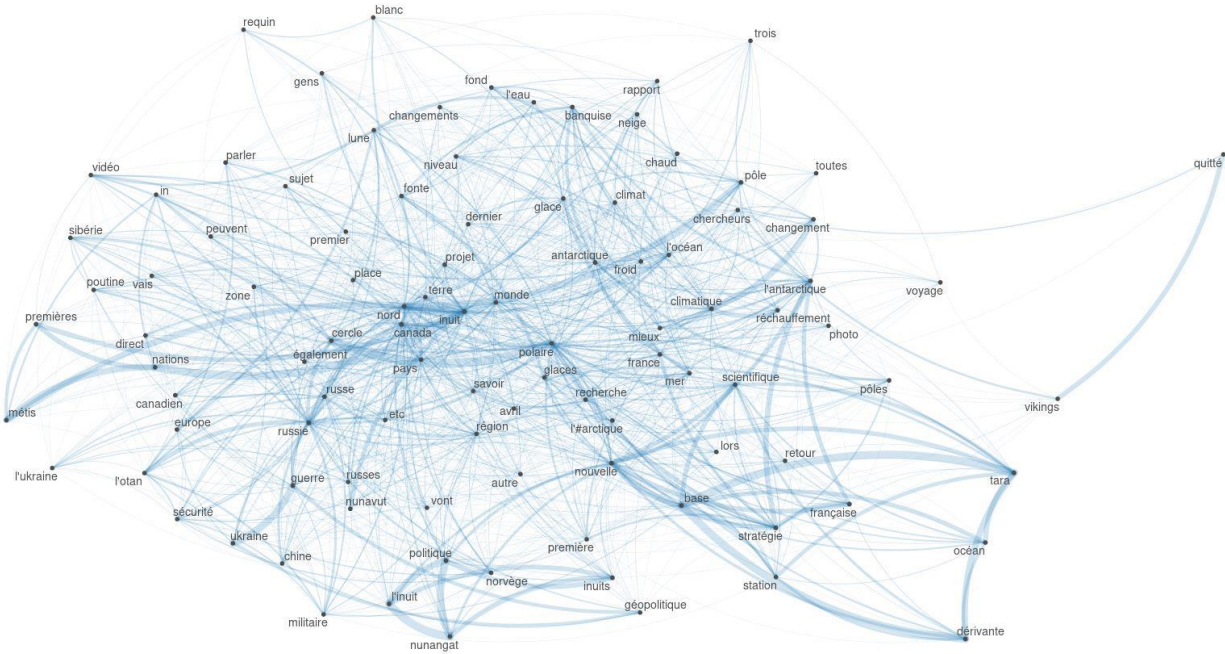 blanc
requin
trois
gens
fond
rapport
l'eau
changements
banquise
neige
lune
parler
niveau
chaud
quitté
vidéo
toutes
pôle
sujet
in
fonte
climat
glace
chercheurs
dernier
changement
sibérie
peuvent
premier
l'océan
antarctique
projet
froid
place
poutine
vais
zone
terre
monde
climatique
l'antarctique
voyage
premières
nord
inuit
réchauffement
direct
cercle
canada
mieux
photo
également
polaire
nations
pays
france
glaces
mer
scientifique
russe
savoir
recherche
pôles
canadien
métis
avril
vikings
europe
russie
etc
région
l'#arctique
lors
l'ukraine
l'otan
guerre
russes
autre
nouvelle
retour
tara
nunavut
vont
base
sécurité
française
ukraine
stratégie
chine
politique
première
océan
norvège
inuits
station
l'inuit
géopolitique
militaire
nunangat
dérivante